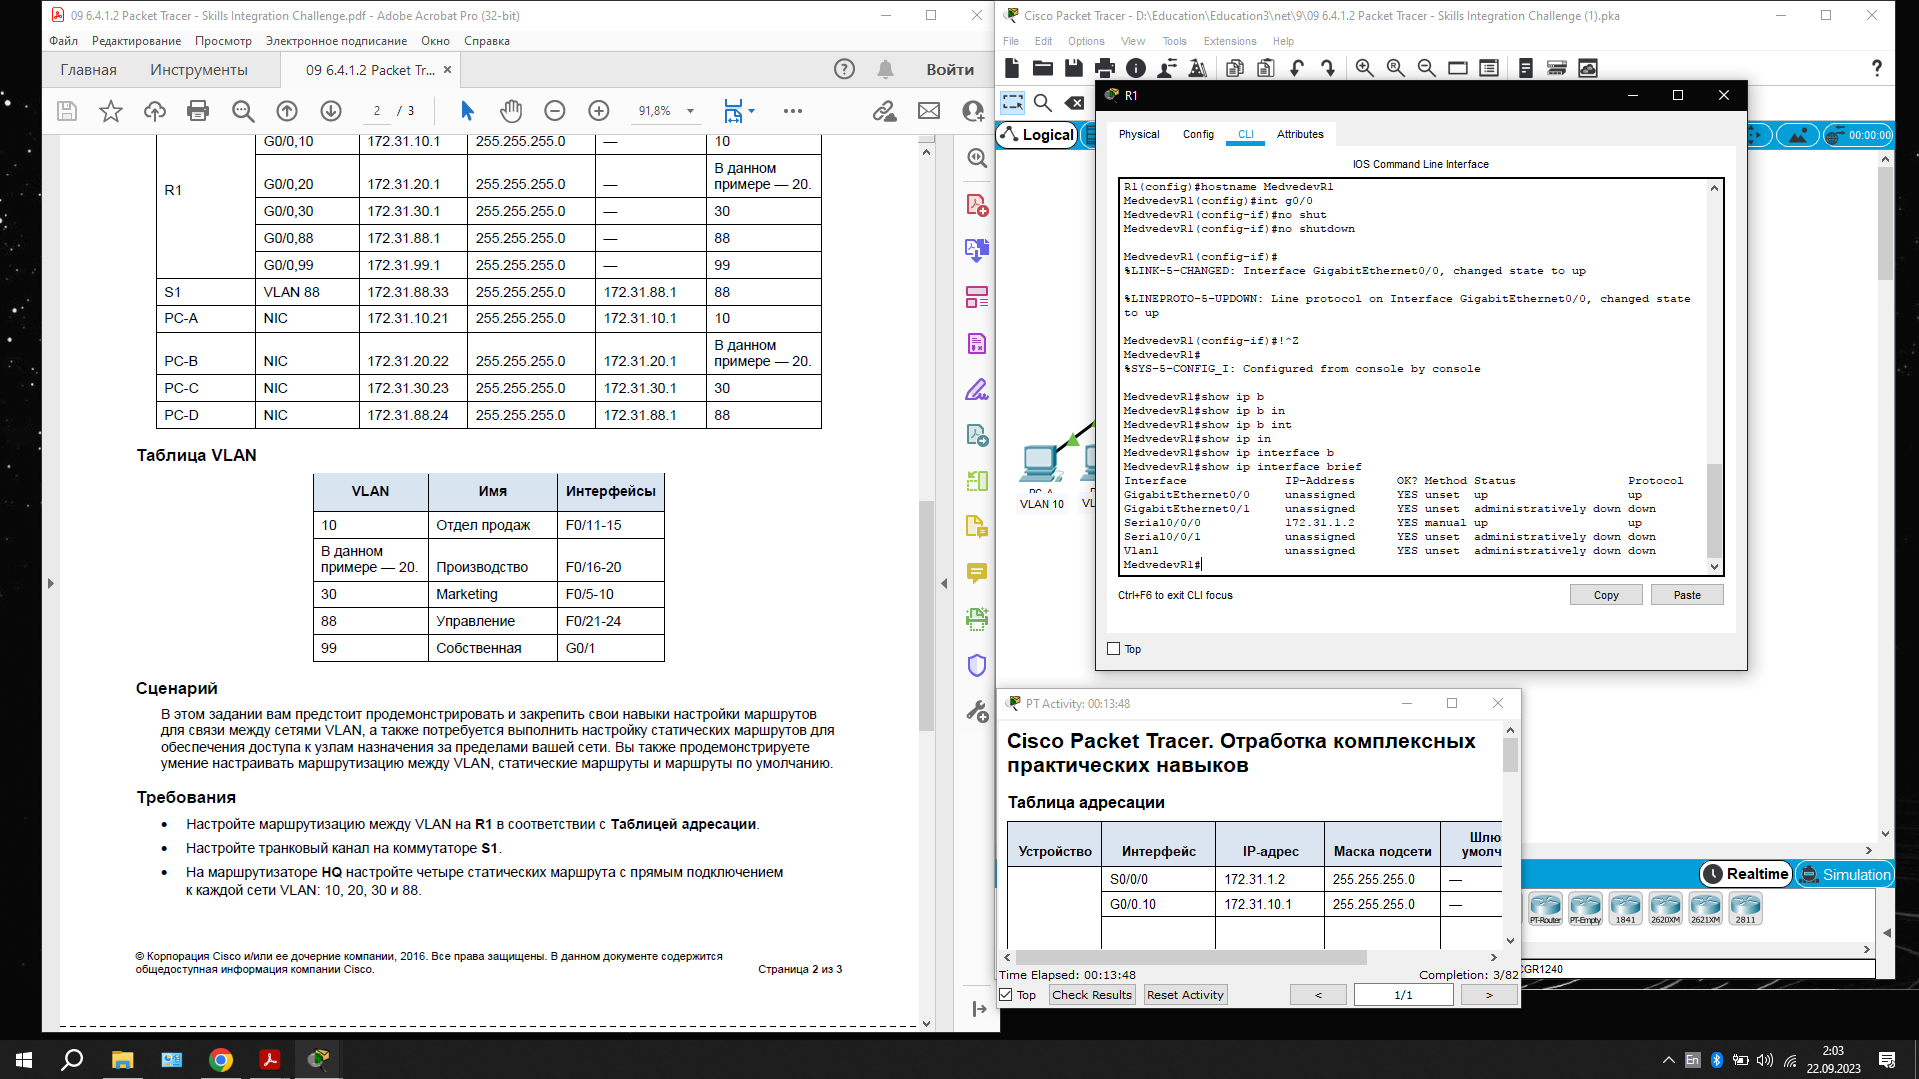 09 6.4.1.2 Packet Tracer - Skills Integration Challenge.pdf - Adobe Acrobat Pro (32-bit)
Файл Редактирование Просмотр Электронное подписание Окно Справка
Главная Инструменты 09 6.4.1.2 Packet Tr... × Войти
2 / 3 91,8%
R1
G0/0,10 172.31.10.1 255.255.255.0 — 10
G0/0,20 172.31.20.1 255.255.255.0 — В данном примере — 20.
G0/0,30 172.31.30.1 255.255.255.0 — 30
G0/0,88 172.31.88.1 255.255.255.0 — 88
G0/0,99 172.31.99.1 255.255.255.0 — 99
S1 VLAN 88 172.31.88.33 255.255.255.0 172.31.88.1 88
PC-A NIC 172.31.10.21 255.255.255.0 172.31.10.1 10
PC-B NIC 172.31.20.22 255.255.255.0 172.31.20.1 В данном примере — 20.
PC-C NIC 172.31.30.23 255.255.255.0 172.31.30.1 30
PC-D NIC 172.31.88.24 255.255.255.0 172.31.88.1 88
Таблица VLAN
VLAN Имя Интерфейсы
10 Отдел продаж F0/11-15
В данном примере — 20. Производство F0/16-20
30 Marketing F0/5-10
88 Управление F0/21-24
99 Собственная G0/1
Сценарий
В этом задании вам предстоит продемонстрировать и закрепить свои навыки настройки маршрутов
для связи между сетями VLAN, а также потребуется выполнить настройку статических маршрутов для
обеспечения доступа к узлам назначения за пределами вашей сети. Вы также продемонстрируете
умение настраивать маршрутизацию между VLAN, статические маршруты и маршруты по умолчанию.
Требования
• Настройте маршрутизацию между VLAN на R1 в соответствии с Таблицей адресации.
• Настройте транковый канал на коммутаторе S1.
• На маршрутизаторе HQ настройте четыре статических маршрута с прямым подключением
к каждой сети VLAN: 10, 20, 30 и 88.
© Корпорация Cisco и/или ее дочерние компании, 2016. Все права защищены. В данном документе содержится
общедоступная информация компании Cisco. Страница 2 из 3
Cisco Packet Tracer - D:\Education\Education3\net\9\09 6.4.1.2 Packet Tracer - Skills Integration Challenge (1).pka
File Edit Options View Tools Extensions Help
Logical
00:00:00
VLAN 10
R1
Physical Config CLI Attributes
IOS Command Line Interface
R1(config)#hostname MedvedevR1
MedvedevR1(config)#int g0/0
MedvedevR1(config-if)#no shut
MedvedevR1(config-if)#no shutdown
MedvedevR1(config-if)#
%LINK-5-CHANGED: Interface GigabitEthernet0/0, changed state to up
%LINEPROTO-5-UPDOWN: Line protocol on Interface GigabitEthernet0/0, changed state
to up
MedvedevR1(config-if)#!^Z
MedvedevR1#
%SYS-5-CONFIG_I: Configured from console by console
MedvedevR1#show ip b
MedvedevR1#show ip b in
MedvedevR1#show ip b int
MedvedevR1#show ip in
MedvedevR1#show ip interface b
MedvedevR1#show ip interface brief
Interface IP-Address OK? Method Status Protocol
GigabitEthernet0/0 unassigned YES unset up up
GigabitEthernet0/1 unassigned YES unset administratively down down
Serial0/0/0 172.31.1.2 YES manual up up
Serial0/0/1 unassigned YES unset administratively down down
Vlan1 unassigned YES unset administratively down down
MedvedevR1#
Ctrl+F6 to exit CLI focus Copy Paste
Top
PT Activity: 00:13:48
Cisco Packet Tracer. Отработка комплексных
практических навыков
Таблица адресации
Устройство Интерфейс IP-адрес Маска подсети
S0/0/0 172.31.1.2 255.255.255.0 —
G0/0.10 172.31.10.1 255.255.255.0 —
Time Elapsed: 00:13:48 Completion: 3/82
Top Check Results Reset Activity < 1/1 >
Realtime Simulation
PT-Router PT-Empty 1841 2620XM 2621XM 2811
CGR1240
En 2:03
22.09.2023